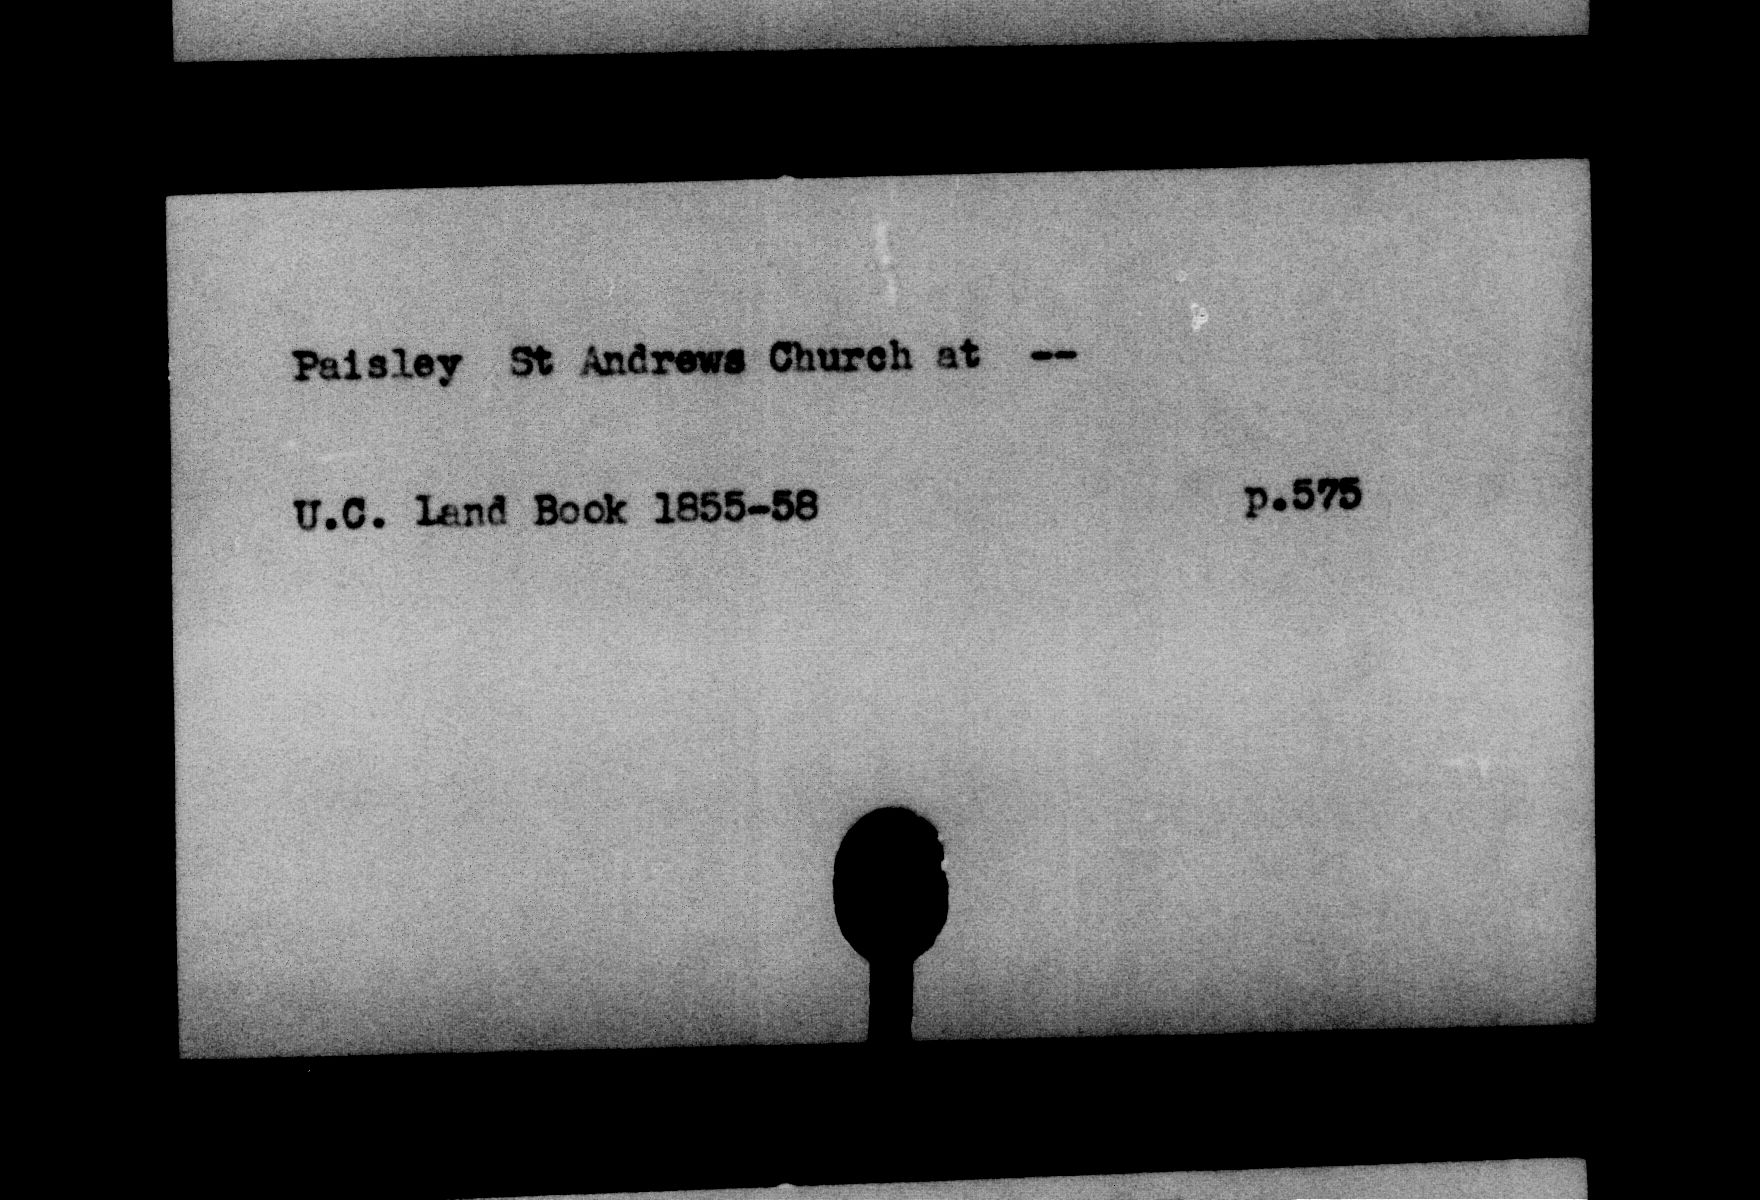 Paisley St Andrews Church at --
U.C. Land Book 1855-58 p.575